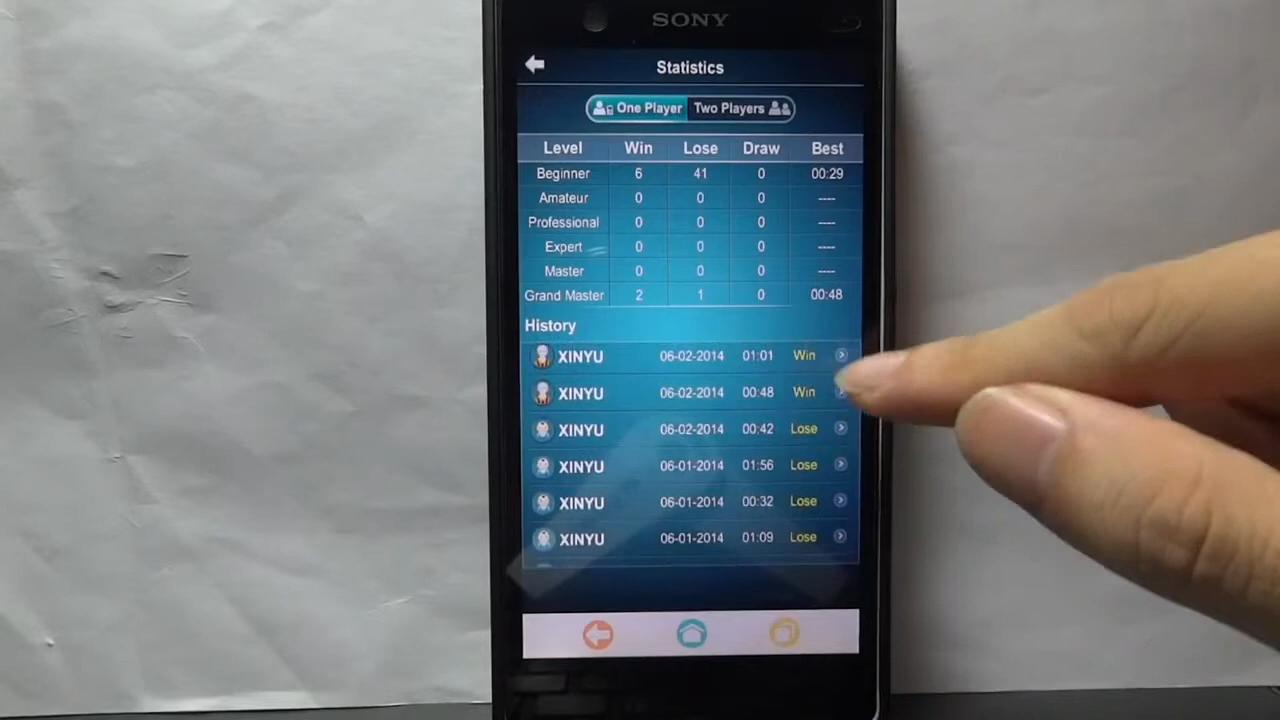 SONY
Statistics
One Player Two Players
Level Win Lose Draw Best
Beginner 6 41 0 00:29
Amateur 0 0 0 ----
Professional 0 0 0 ----
Expert 0 0 0 ----
Master 0 0 0 ----
Grand Master 2 1 0 00:48
History
XINYU 06-02-2014 01:01 Win
XINYU 06-02-2014 00:48 Win
XINYU 06-02-2014 00:42 Lose
XINYU 06-01-2014 01:56 Lose
XINYU 06-01-2014 00:32 Lose
XINYU 06-01-2014 01:09 Lose